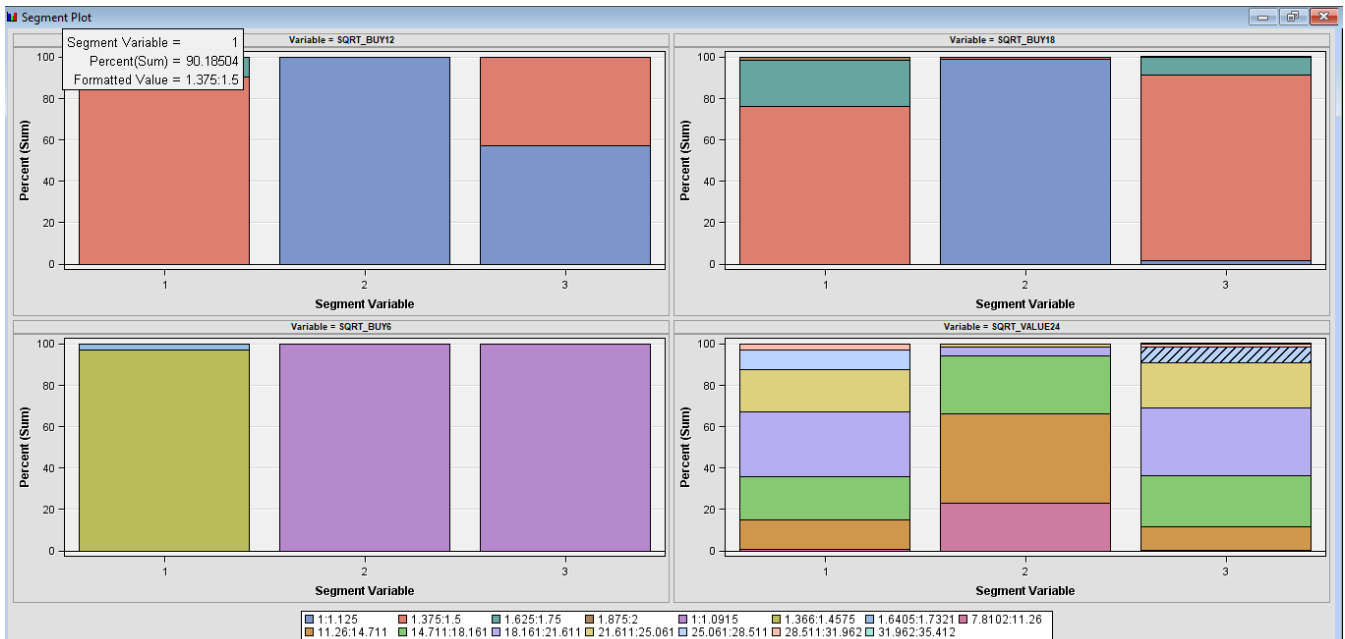 Segment Plot
Variable = SQRT_BUY12
Segment Variable = 1
Percent(Sum) = 90.18504
Formatted Value = 1.375:1.5
100
80
60
40
20
0
Percent (Sum)
1 2 3
Segment Variable
Variable = SQRT_BUY18
100
80
60
40
20
0
Percent (Sum)
1 2 3
Segment Variable
Variable = SQRT_BUY6
100
80
60
40
20
0
Percent (Sum)
1 2 3
Segment Variable
Variable = SQRT_VALUE24
100
80
60
40
20
0
Percent (Sum)
1 2 3
Segment Variable
1:1.125 1.375:1.5 1.625:1.75 1.875:2 1:1.0915 1.366:1.4575 1.6405:1.7321 7.8102:11.26
11.26:14.711 14.711:18.161 18.161:21.611 21.611:25.061 25.061:28.511 28.511:31.962 31.962:35.412